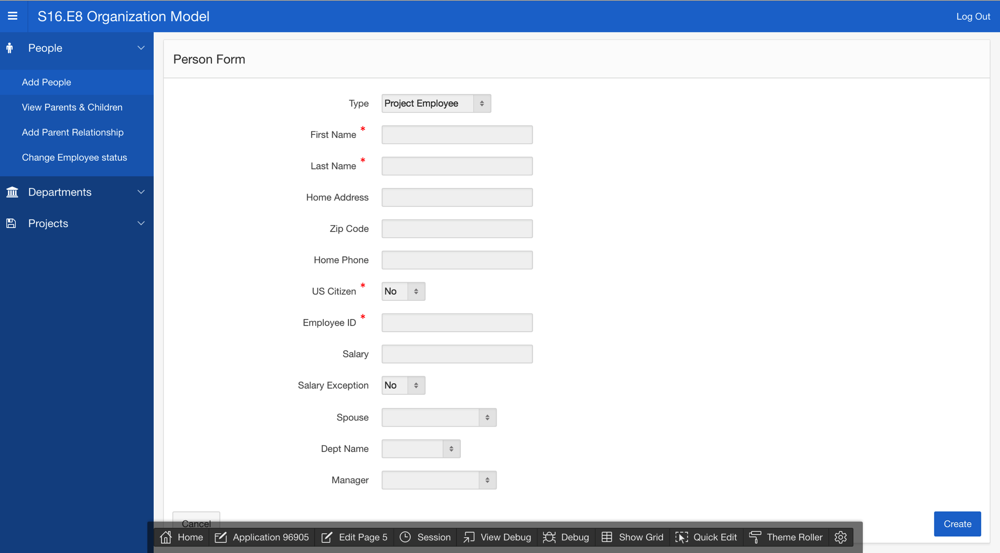 S16.E8 Organization Model
Log Out
People
Add People
View Parents & Children
Add Parent Relationship
Change Employee status
Departments
Projects
Person Form
Type Project Employee
First Name *
Last Name *
Home Address
Zip Code
Home Phone
US Citizen * No
Employee ID *
Salary
Salary Exception No
Spouse
Dept Name
Manager
Cancel
Create
Home Application 96905 Edit Page 5 Session View Debug Debug Show Grid Quick Edit Theme Roller